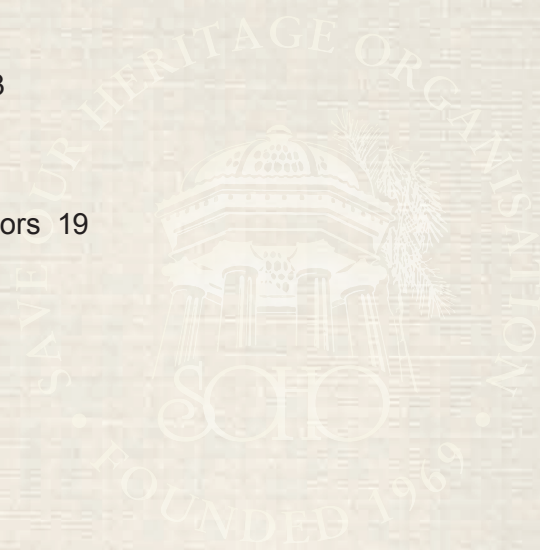 SAVE OUR HERITAGE ORGANISATION
3
ors 19
SOHO
• FOUNDED 1969 •